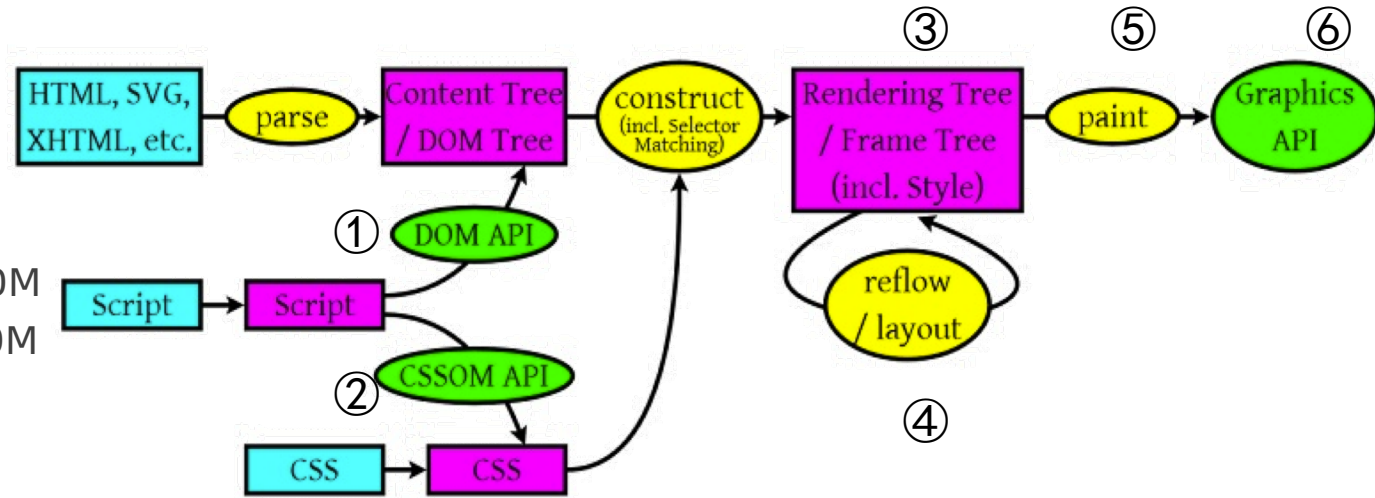 ③ ⑤ ⑥
HTML, SVG,
XHTML, etc.
parse
Content Tree
/ DOM Tree
construct
(incl. Selector
Matching)
Rendering Tree
/ Frame Tree
(incl. Style)
paint
Graphics
API
① DOM API
OM
Script
Script
OM
reflow
/ layout
② CSSOM API
④
CSS
CSS